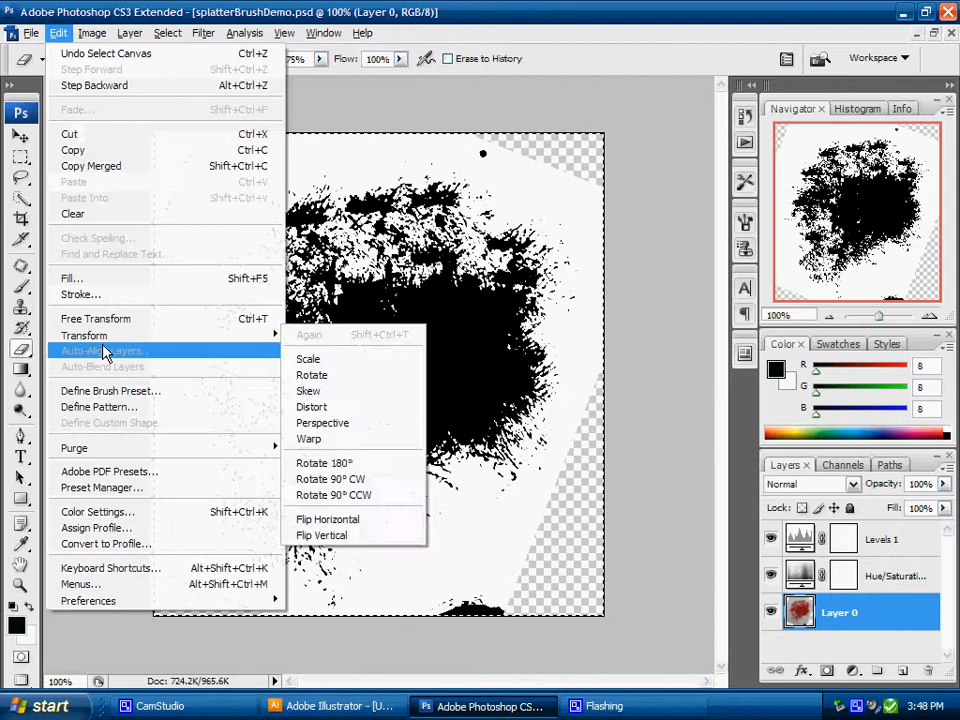 Adobe Photoshop CS3 Extended - [splatterBrushDemo.psd @ 100% (Layer 0, RGB/8)]
File Edit Image Layer Select Filter Analysis View Window Help
75% Flow: 100% Erase to History Workspace
Undo Select Canvas Ctrl+Z
Step Forward Shift+Ctrl+Z
Step Backward Alt+Ctrl+Z
Fade... Shift+Ctrl+F
Cut Ctrl+X
Copy Ctrl+C
Copy Merged Shift+Ctrl+C
Paste Ctrl+V
Paste Into Shift+Ctrl+V
Clear
Check Spelling...
Find and Replace Text...
Fill... Shift+F5
Stroke...
Free Transform Ctrl+T
Transform
Auto-Align Layers...
Auto-Blend Layers
Define Brush Preset...
Define Pattern...
Define Custom Shape...
Purge
Adobe PDF Presets...
Preset Manager...
Color Settings... Shift+Ctrl+K
Assign Profile...
Convert to Profile...
Keyboard Shortcuts... Alt+Shift+Ctrl+K
Menus... Alt+Shift+Ctrl+M
Preferences
Again Shift+Ctrl+T
Scale
Rotate
Skew
Distort
Perspective
Warp
Rotate 180°
Rotate 90° CW
Rotate 90° CCW
Flip Horizontal
Flip Vertical
Ps
T
A
Navigator × Histogram Info
100%
Color × Swatches Styles
R 8
G 8
B 8
Layers × Channels Paths
Normal Opacity: 100%
Lock: Fill: 100%
Levels 1
Hue/Saturati...
Layer 0
100% Doc: 724.2K/965.6K
start CamStudio Adobe Illustrator - [U... Adobe Photoshop CS... Flashing 3:48 PM